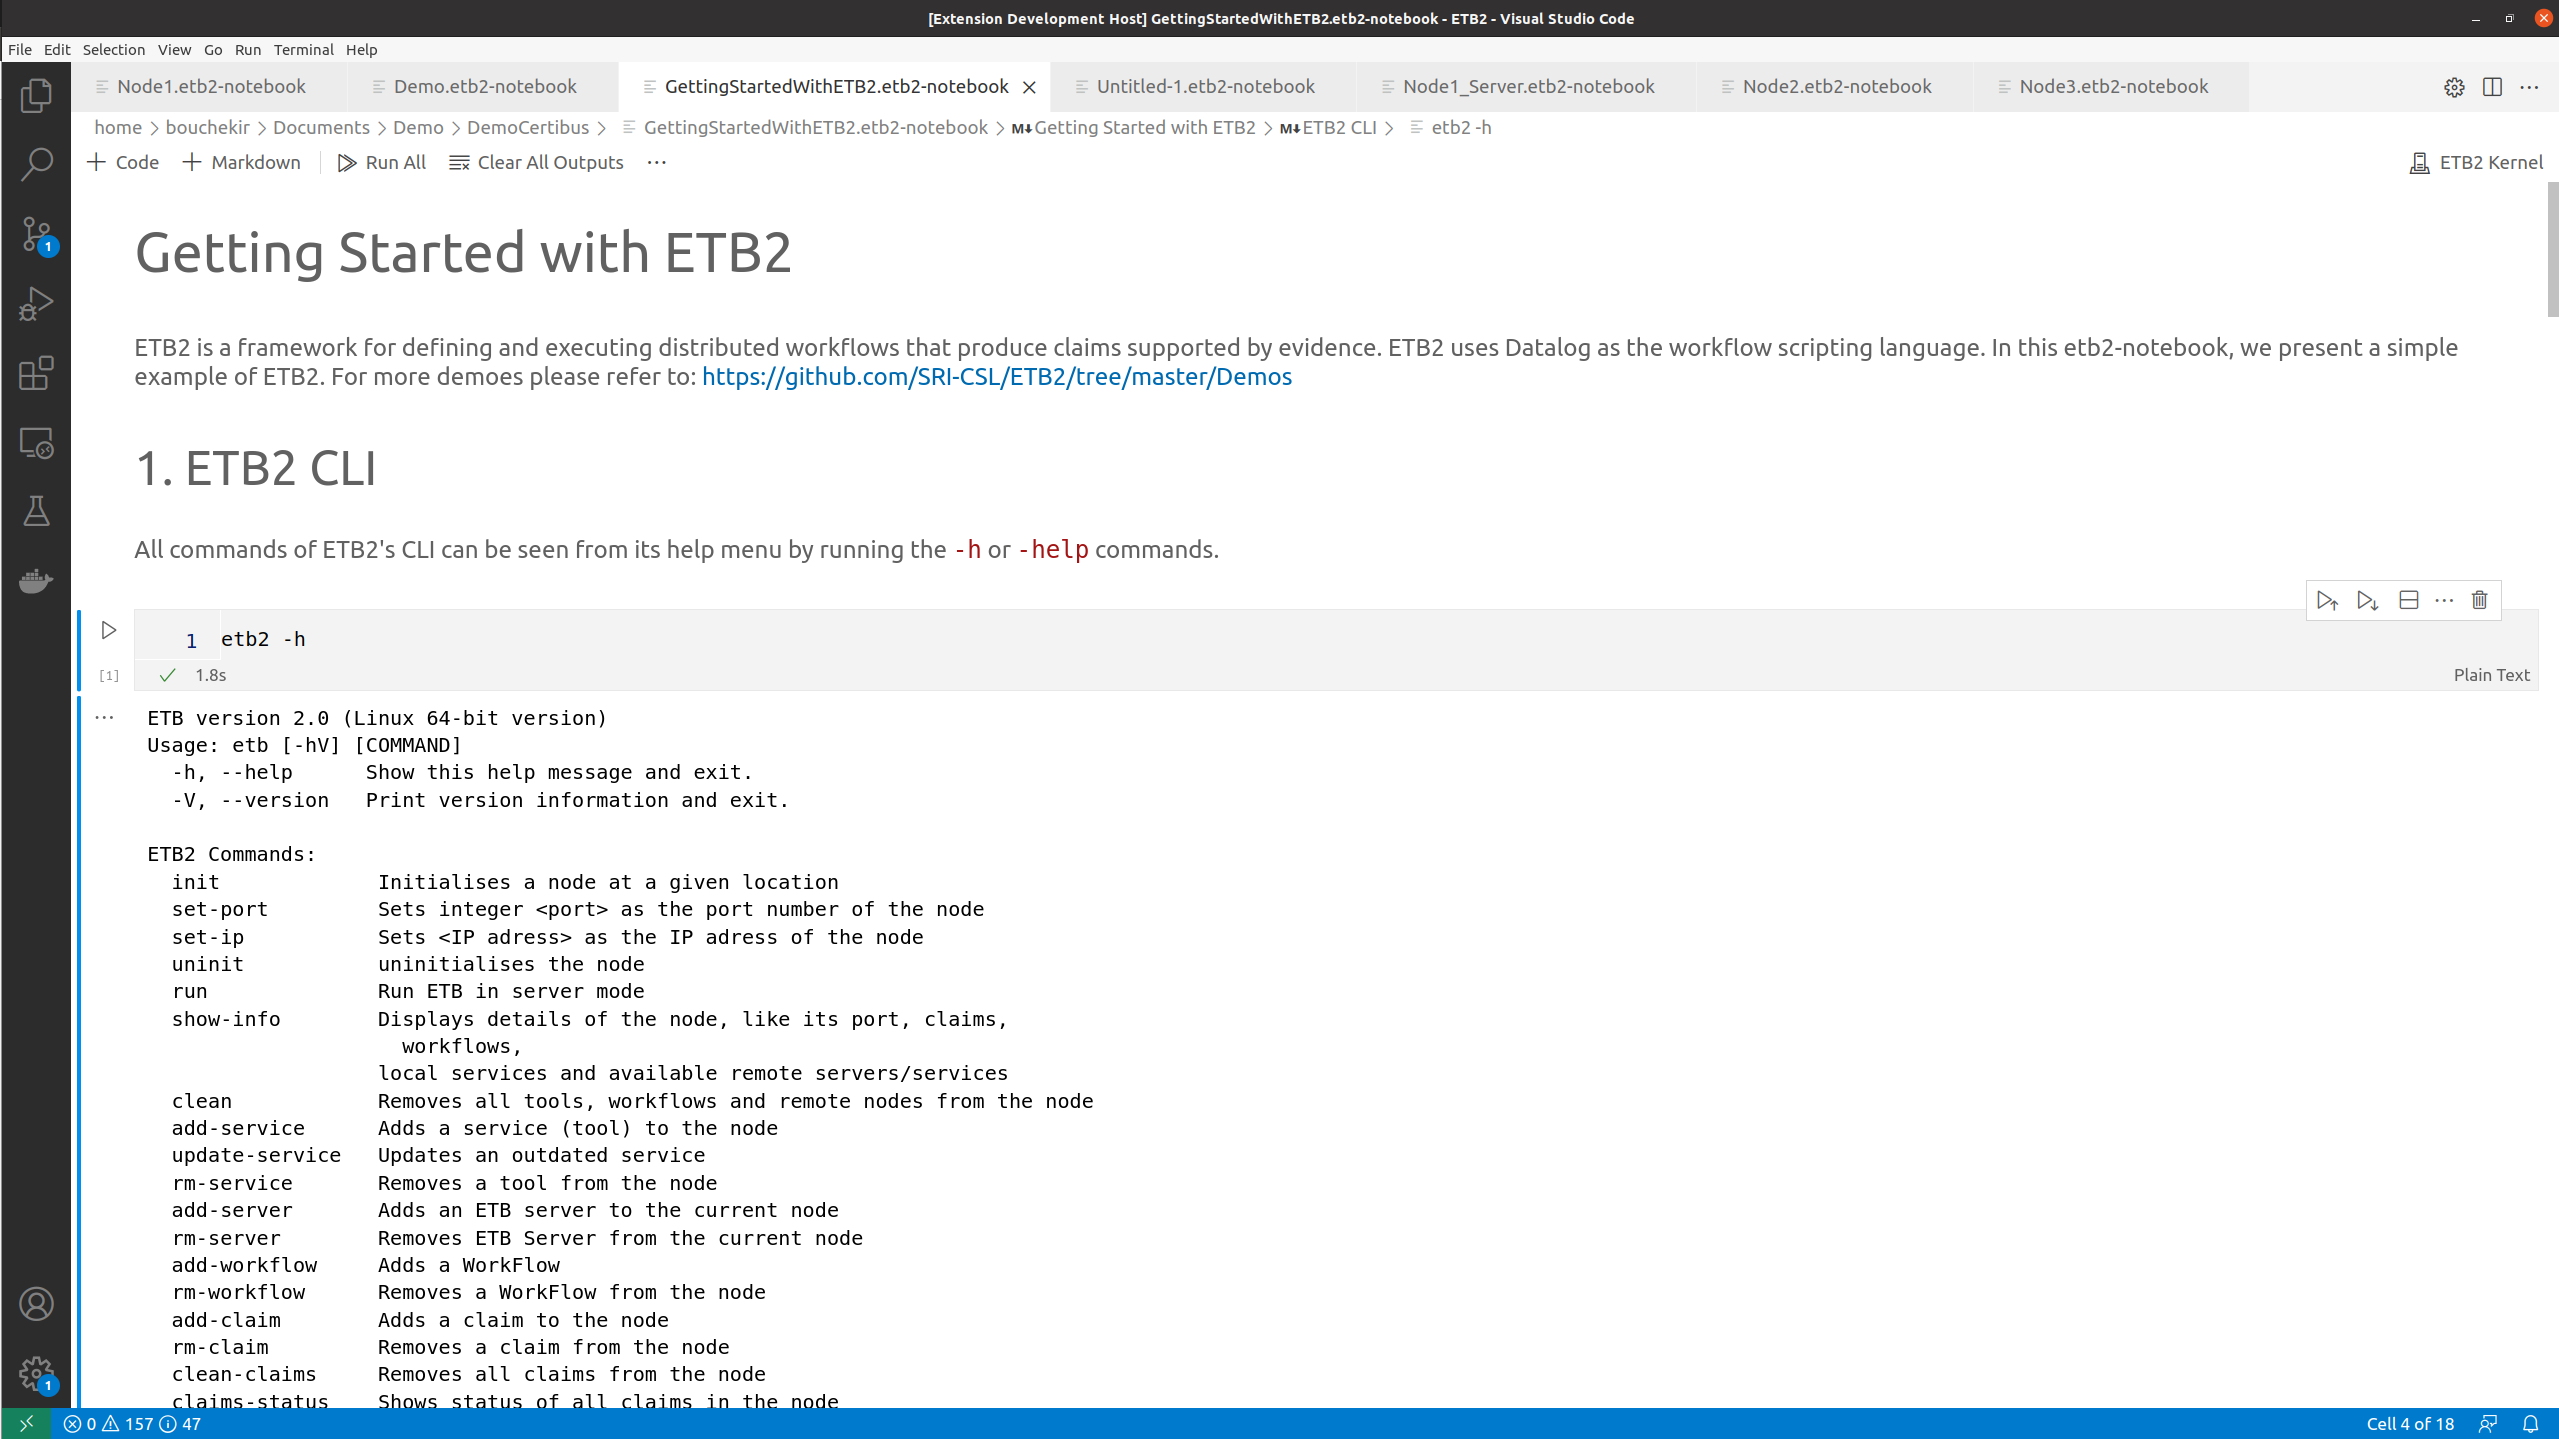 [Extension Development Host] GettingStartedWithETB2.etb2-notebook - ETB2 - Visual Studio Code
File Edit Selection View Go Run Terminal Help
Node1.etb2-notebook Demo.etb2-notebook GettingStartedWithETB2.etb2-notebook Untitled-1.etb2-notebook Node1_Server.etb2-notebook Node2.etb2-notebook Node3.etb2-notebook
home > bouchekir > Documents > Demo > DemoCertibus > GettingStartedWithETB2.etb2-notebook > M↓Getting Started with ETB2 > M↓ETB2 CLI > etb2 -h
+ Code + Markdown Run All Clear All Outputs ··· ETB2 Kernel
Getting Started with ETB2
ETB2 is a framework for defining and executing distributed workflows that produce claims supported by evidence. ETB2 uses Datalog as the workflow scripting language. In this etb2-notebook, we present a simple
example of ETB2. For more demoes please refer to: https://github.com/SRI-CSL/ETB2/tree/master/Demos
1. ETB2 CLI
All commands of ETB2's CLI can be seen from its help menu by running the -h or -help commands.
1 etb2 -h
[1] 1.8s Plain Text
ETB version 2.0 (Linux 64-bit version)
Usage: etb [-hV] [COMMAND]
-h, --help Show this help message and exit.
-V, --version Print version information and exit.
ETB2 Commands:
init Initialises a node at a given location
set-port Sets integer <port> as the port number of the node
set-ip Sets <IP adress> as the IP adress of the node
uninit uninitialises the node
run Run ETB in server mode
show-info Displays details of the node, like its port, claims,
workflows,
local services and available remote servers/services
clean Removes all tools, workflows and remote nodes from the node
add-service Adds a service (tool) to the node
update-service Updates an outdated service
rm-service Removes a tool from the node
add-server Adds an ETB server to the current node
rm-server Removes ETB Server from the current node
add-workflow Adds a WorkFlow
rm-workflow Removes a WorkFlow from the node
add-claim Adds a claim to the node
rm-claim Removes a claim from the node
clean-claims Removes all claims from the node
claims-status Shows status of all claims in the node
1
1
0 157 47 Cell 4 of 18